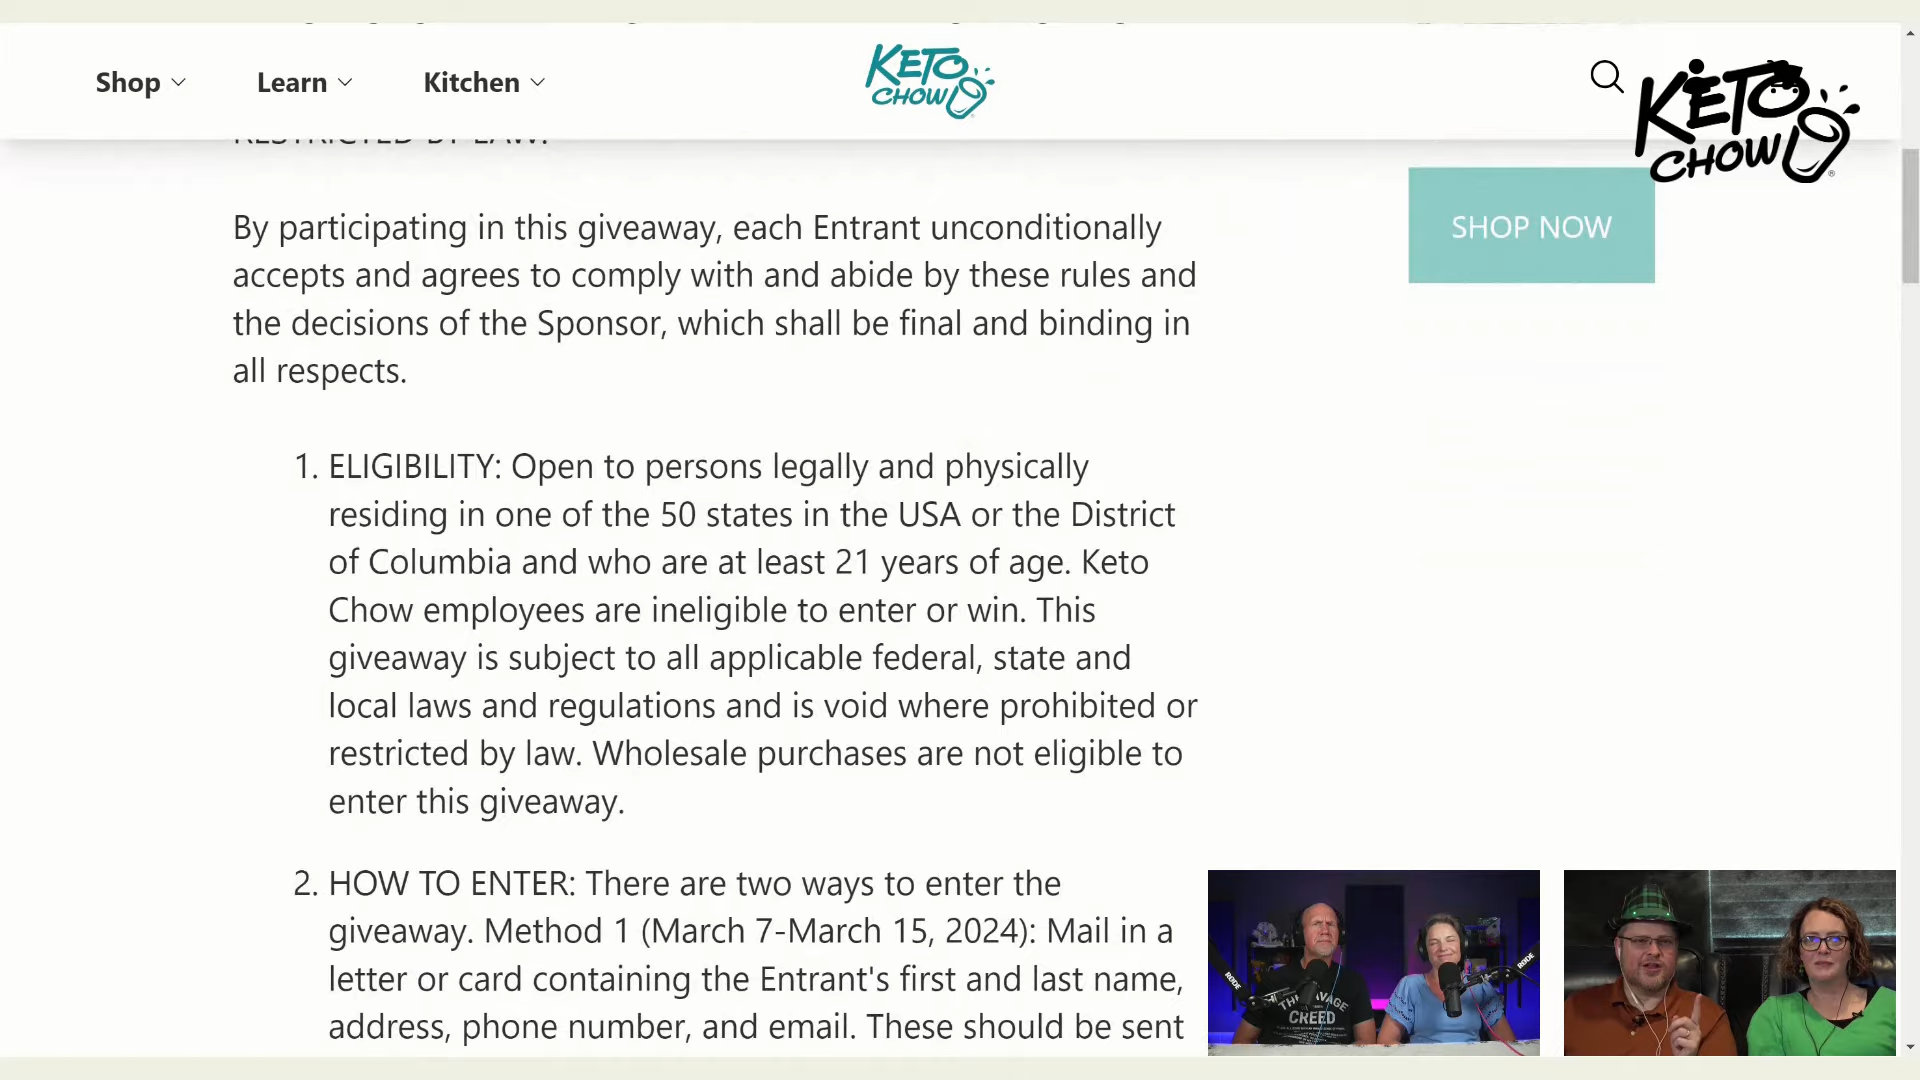 Shop
Learn
Kitchen
KETO
CHOW
KETO
CHOW
RESTRICTED BY LAW.
SHOP NOW
By participating in this giveaway, each Entrant unconditionally
accepts and agrees to comply with and abide by these rules and
the decisions of the Sponsor, which shall be final and binding in
all respects.
1. ELIGIBILITY: Open to persons legally and physically
residing in one of the 50 states in the USA or the District
of Columbia and who are at least 21 years of age. Keto
Chow employees are ineligible to enter or win. This
giveaway is subject to all applicable federal, state and
local laws and regulations and is void where prohibited or
restricted by law. Wholesale purchases are not eligible to
enter this giveaway.
2. HOW TO ENTER: There are two ways to enter the
giveaway. Method 1 (March 7-March 15, 2024): Mail in a
letter or card containing the Entrant's first and last name,
address, phone number, and email. These should be sent
RØDE
RØDE
CREED